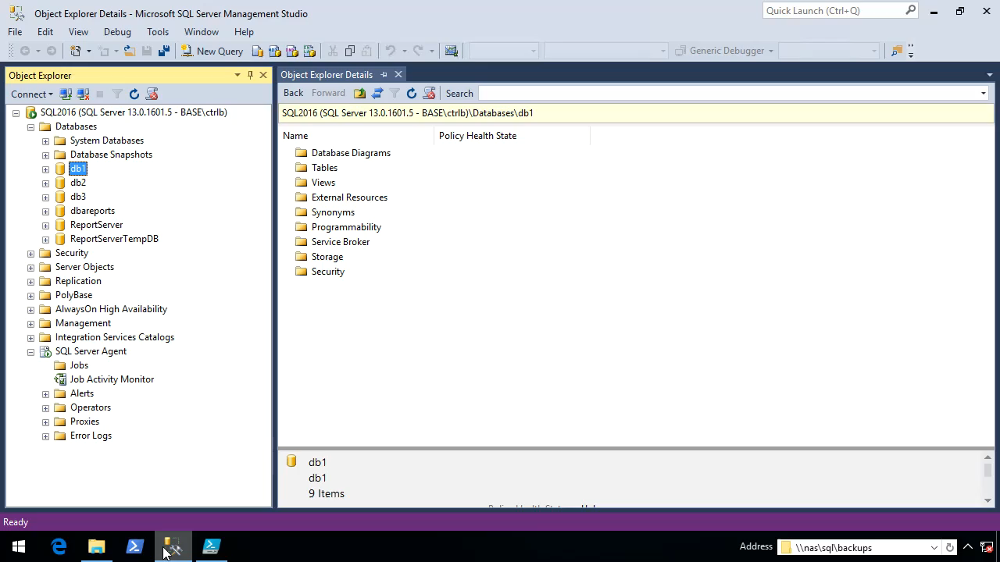 Object Explorer Details - Microsoft SQL Server Management Studio
Quick Launch (Ctrl+Q)
File Edit View Debug Tools Window Help
New Query
MDX DMX XMLA
Generic Debugger
Object Explorer
Object Explorer Details
Connect
Back Forward Search
SQL2016 (SQL Server 13.0.1601.5 - BASE\ctrlb)
SQL2016 (SQL Server 13.0.1601.5 - BASE\ctrlb)\Databases\db1
Databases
System Databases
Database Snapshots
db1
db2
db3
dbareports
ReportServer
ReportServerTempDB
Security
Server Objects
Replication
PolyBase
AlwaysOn High Availability
Management
Integration Services Catalogs
SQL Server Agent
Jobs
Job Activity Monitor
Alerts
Operators
Proxies
Error Logs
Name Policy Health State
Database Diagrams
Tables
Views
External Resources
Synonyms
Programmability
Service Broker
Storage
Security
db1
db1
9 Items
Ready
Address \\nas\sql\backups